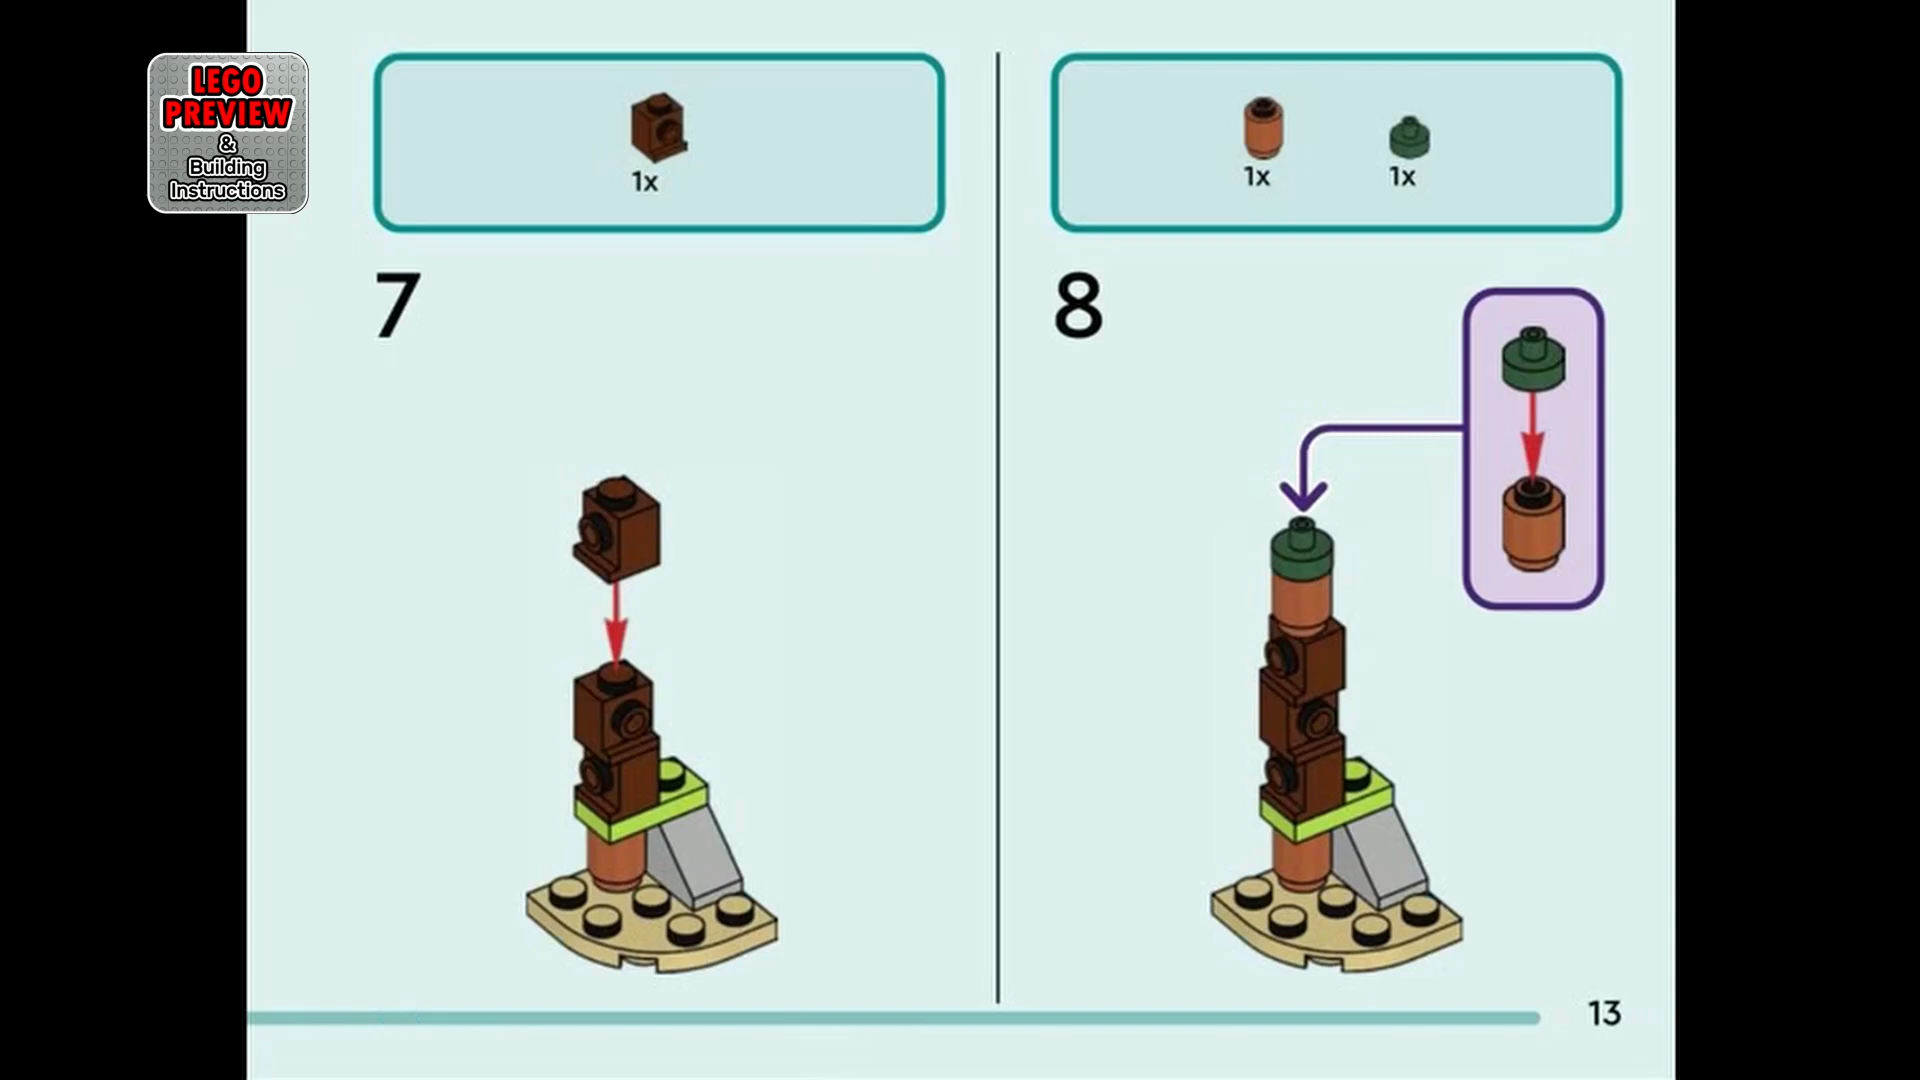 LEGO
PREVIEW
&
Building
Instructions
1x
7
1x
1x
8
13